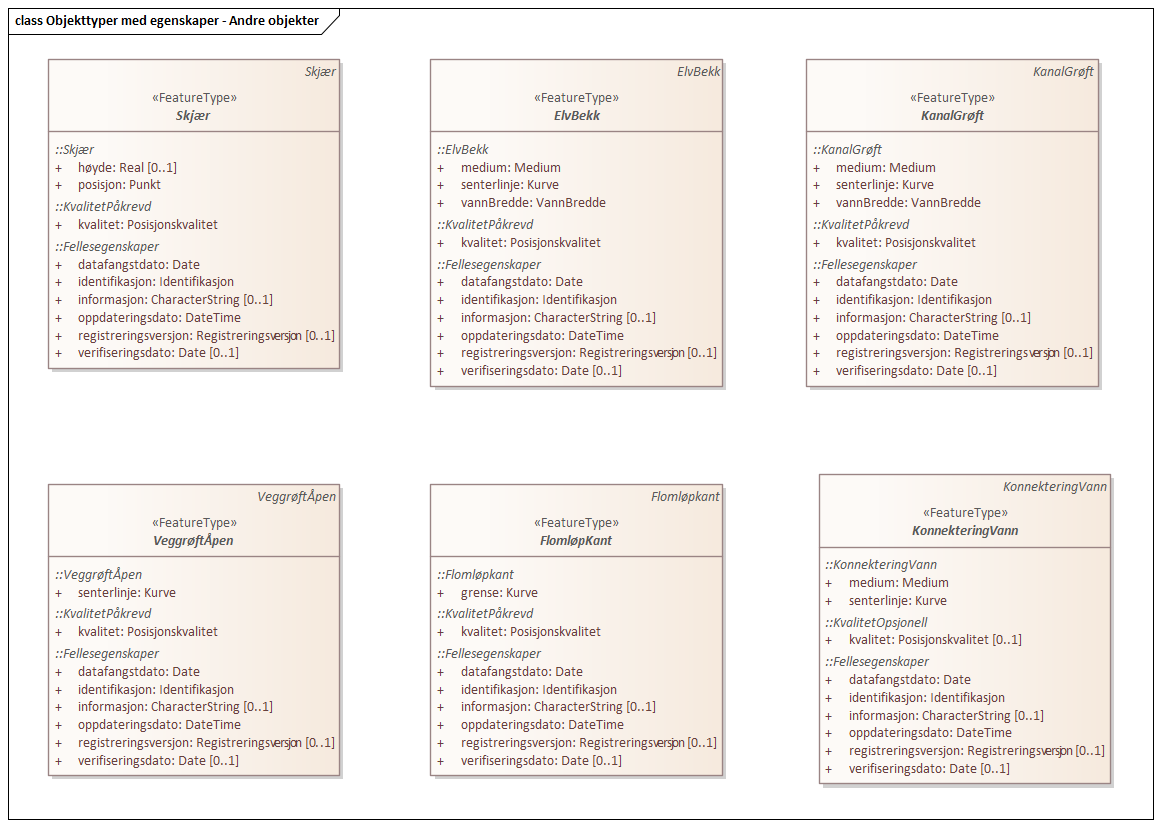 class Objekttyper med egenskaper - Andre objekter
Skjær
«FeatureType»
Skjær
::Skjær
+ høyde: Real [0..1]
+ posisjon: Punkt
::KvalitetPåkrevd
+ kvalitet: Posisjonskvalitet
::Fellesegenskaper
+ datafangstdato: Date
+ identifikasjon: Identifikasjon
+ informasjon: CharacterString [0..1]
+ oppdateringsdato: DateTime
+ registreringsversjon: Registreringsversjon [0..1]
+ verifiseringsdato: Date [0..1]
ElvBekk
«FeatureType»
ElvBekk
::ElvBekk
+ medium: Medium
+ senterlinje: Kurve
+ vannBredde: VannBredde
::KvalitetPåkrevd
+ kvalitet: Posisjonskvalitet
::Fellesegenskaper
+ datafangstdato: Date
+ identifikasjon: Identifikasjon
+ informasjon: CharacterString [0..1]
+ oppdateringsdato: DateTime
+ registreringsversjon: Registreringsversjon [0..1]
+ verifiseringsdato: Date [0..1]
KanalGrøft
«FeatureType»
KanalGrøft
::KanalGrøft
+ medium: Medium
+ senterlinje: Kurve
+ vannBredde: VannBredde
::KvalitetPåkrevd
+ kvalitet: Posisjonskvalitet
::Fellesegenskaper
+ datafangstdato: Date
+ identifikasjon: Identifikasjon
+ informasjon: CharacterString [0..1]
+ oppdateringsdato: DateTime
+ registreringsversjon: Registreringsversjon [0..1]
+ verifiseringsdato: Date [0..1]
VeggrøftÅpen
«FeatureType»
VeggrøftÅpen
::VeggrøftÅpen
+ senterlinje: Kurve
::KvalitetPåkrevd
+ kvalitet: Posisjonskvalitet
::Fellesegenskaper
+ datafangstdato: Date
+ identifikasjon: Identifikasjon
+ informasjon: CharacterString [0..1]
+ oppdateringsdato: DateTime
+ registreringsversjon: Registreringsversjon [0..1]
+ verifiseringsdato: Date [0..1]
Flomløpkant
«FeatureType»
FlomløpKant
::Flomløpkant
+ grense: Kurve
::KvalitetPåkrevd
+ kvalitet: Posisjonskvalitet
::Fellesegenskaper
+ datafangstdato: Date
+ identifikasjon: Identifikasjon
+ informasjon: CharacterString [0..1]
+ oppdateringsdato: DateTime
+ registreringsversjon: Registreringsversjon [0..1]
+ verifiseringsdato: Date [0..1]
KonnekteringVann
«FeatureType»
KonnekteringVann
::KonnekteringVann
+ medium: Medium
+ senterlinje: Kurve
::KvalitetOpsjonell
+ kvalitet: Posisjonskvalitet [0..1]
::Fellesegenskaper
+ datafangstdato: Date
+ identifikasjon: Identifikasjon
+ informasjon: CharacterString [0..1]
+ oppdateringsdato: DateTime
+ registreringsversjon: Registreringsversjon [0..1]
+ verifiseringsdato: Date [0..1]